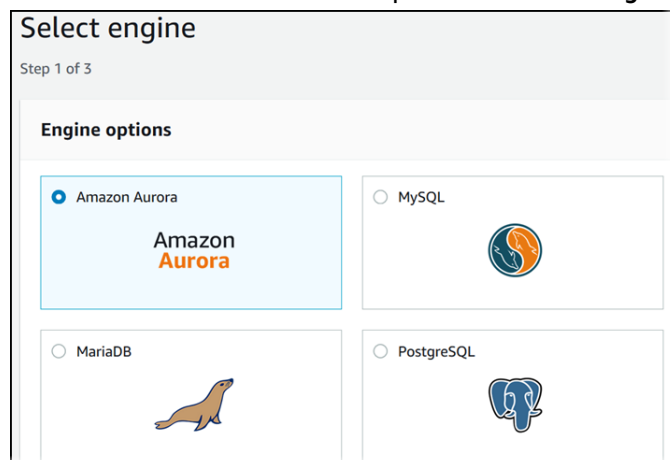 Select engine
Step 1 of 3
Engine options
Amazon Aurora
MySQL
Amazon
Aurora
MariaDB
PostgreSQL